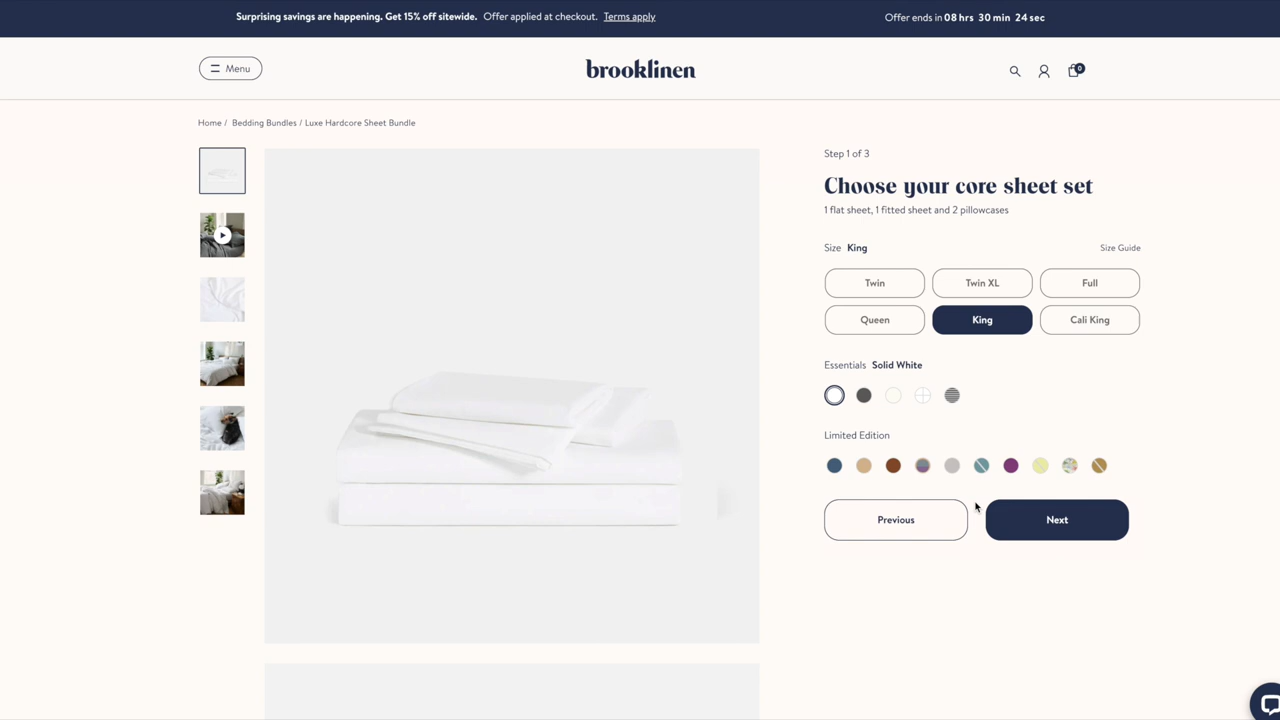 Surprising savings are happening. Get 15% off sitewide. Offer applied at checkout. Terms apply
Offer ends in 08 hrs 30 min 24 sec
Menu
brooklinen
0
Home / Bedding Bundles / Luxe Hardcore Sheet Bundle
Step 1 of 3
Choose your core sheet set
1 flat sheet, 1 fitted sheet and 2 pillowcases
Size King
Size Guide
Twin
Twin XL
Full
Queen
King
Cali King
Essentials Solid White
Limited Edition
Previous
Next